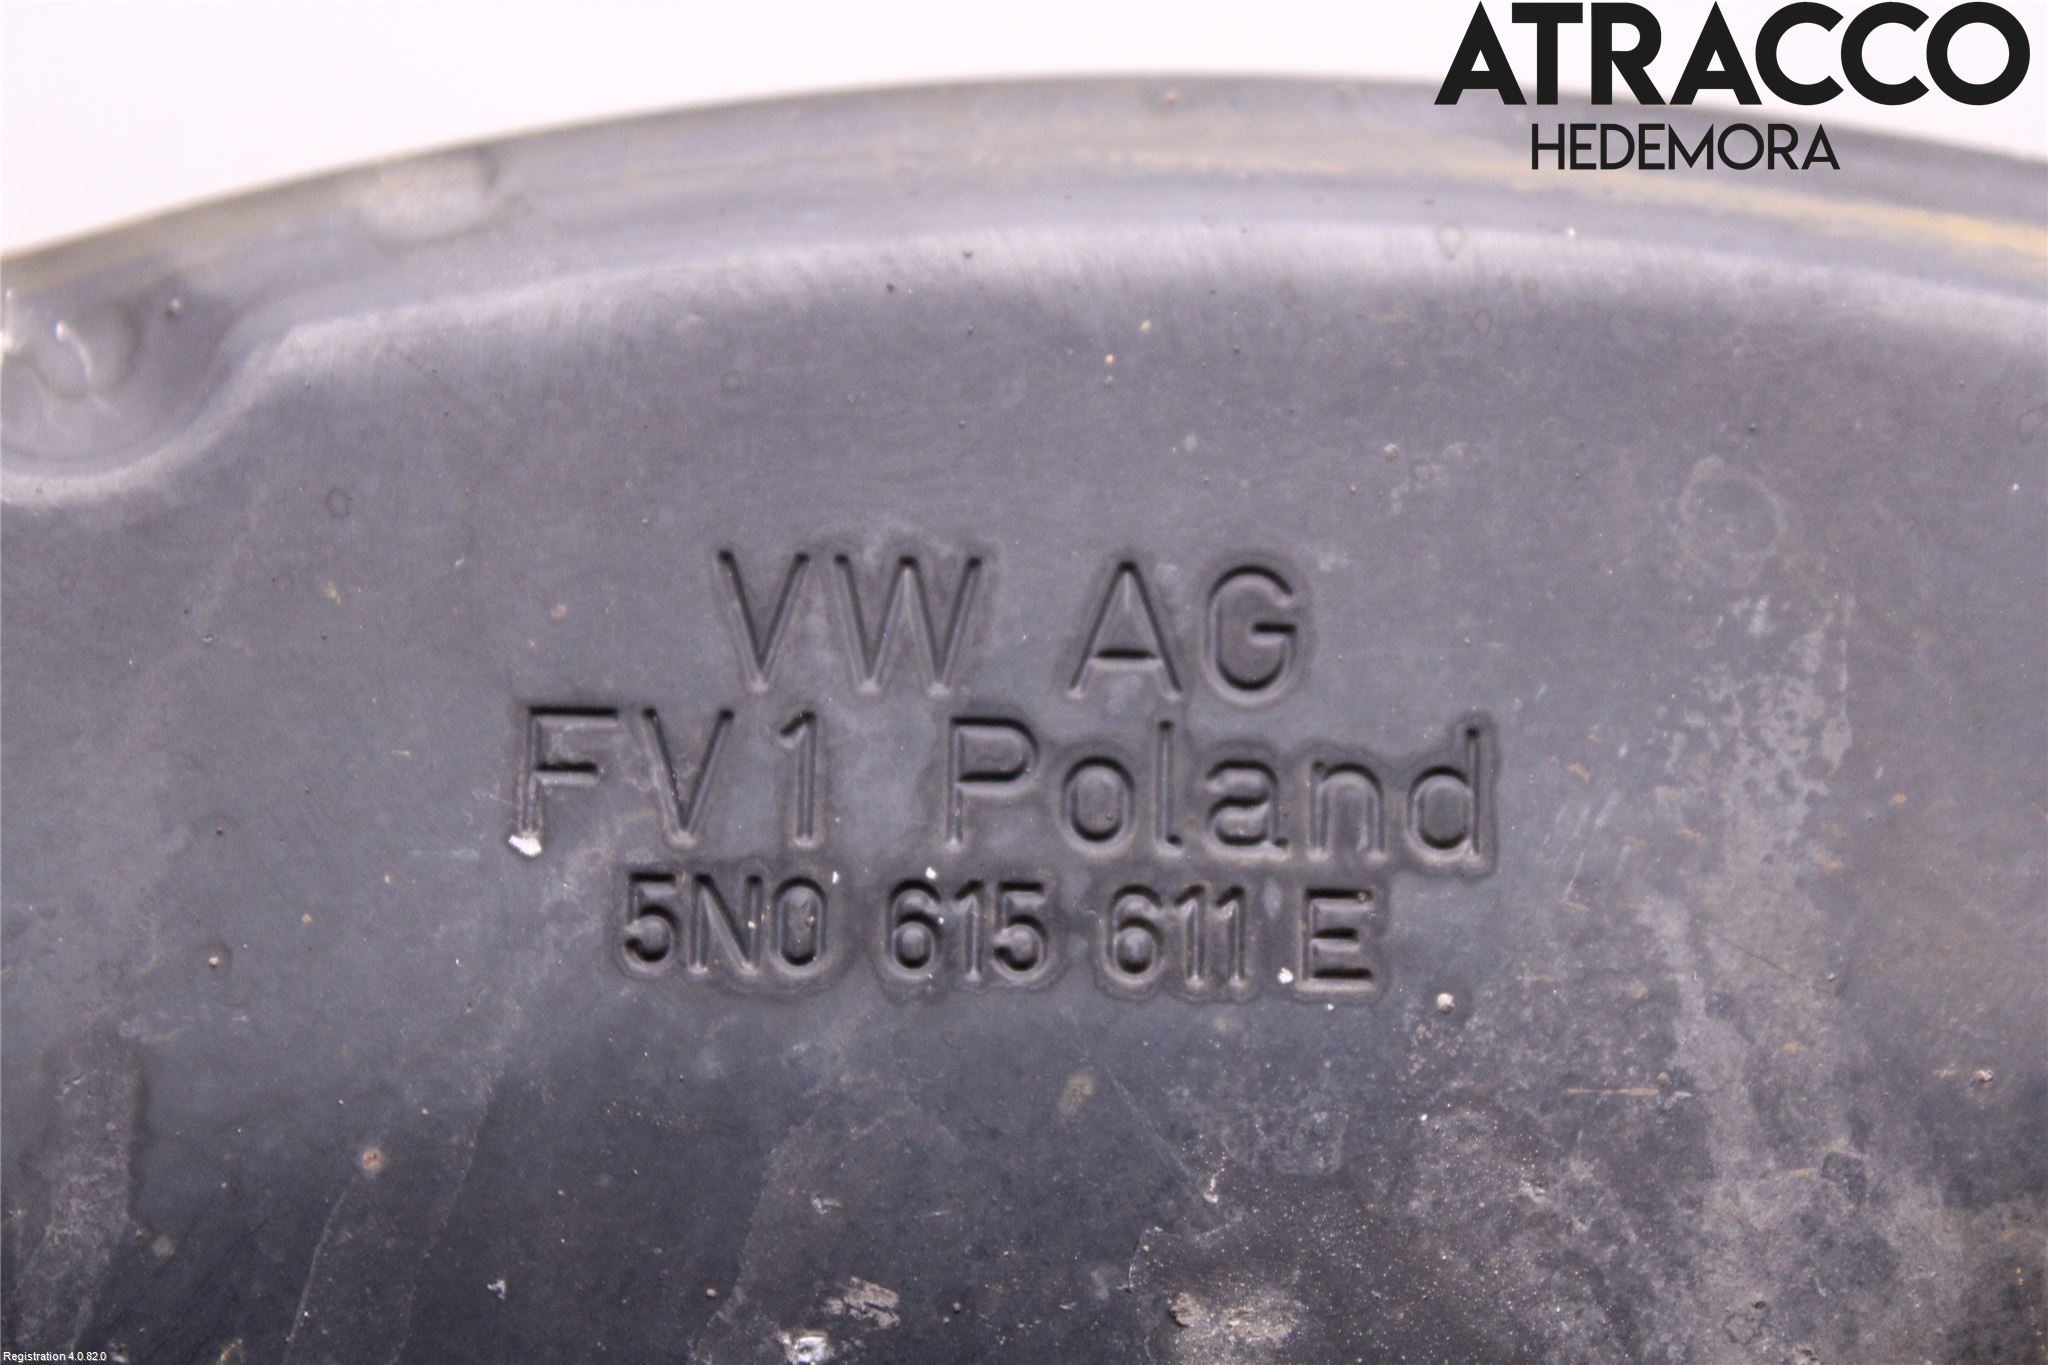 ATRACCO
HEDEMORA
VW AG
FV1 Poland
5N0 615 611 E
Registration 4.0.82.0